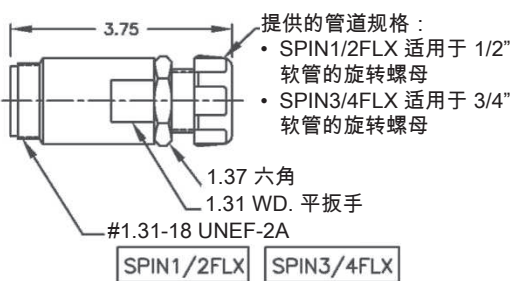 3.75
提供的管道规格：
• SPIN1/2FLX 适用于 1/2”
软管的旋转螺母
• SPIN3/4FLX 适用于 3/4”
软管的旋转螺母
1.37 六角
1.31 WD. 平扳手
#1.31-18 UNEF-2A
SPIN1/2FLX
SPIN3/4FLX